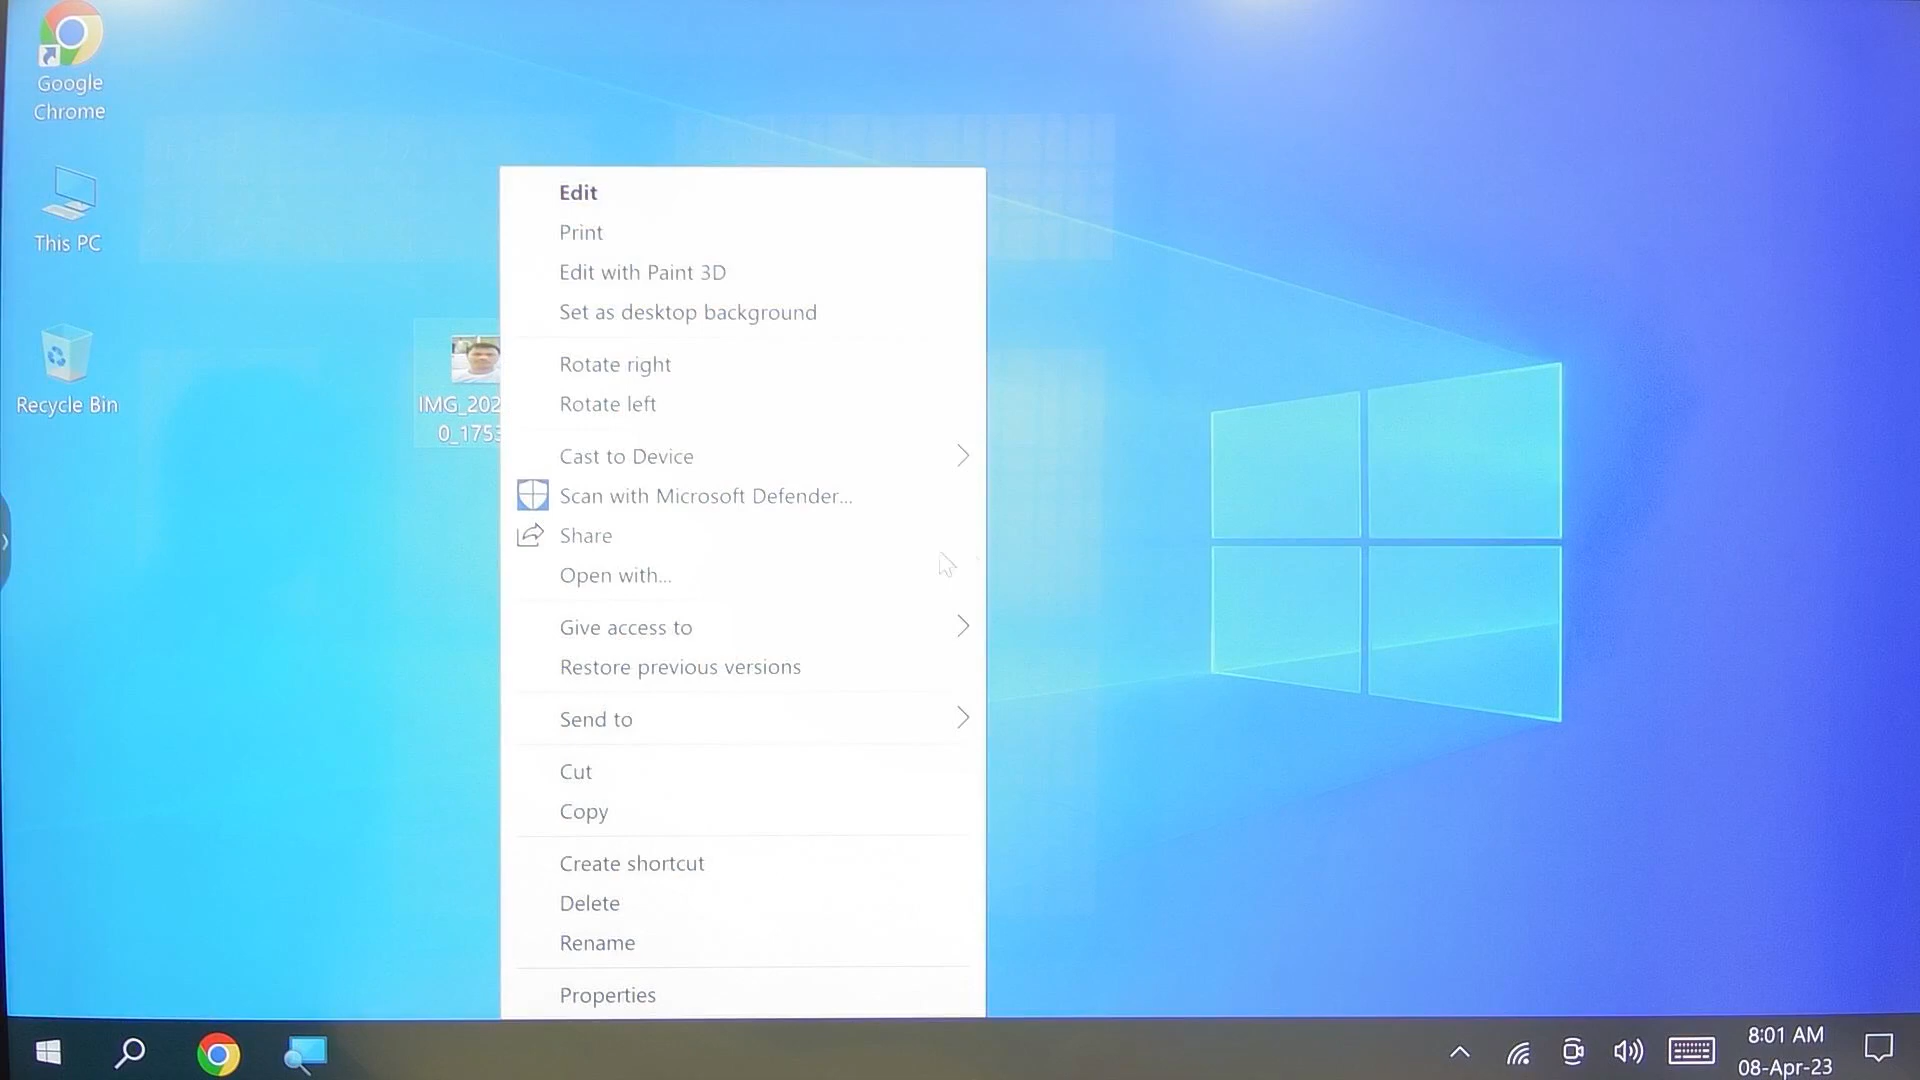 Google
Chrome
This PC
Recycle Bin
IMG_202
0_1753
Edit
Print
Edit with Paint 3D
Set as desktop background
Rotate right
Rotate left
Cast to Device
Scan with Microsoft Defender...
Share
Open with...
Give access to
Restore previous versions
Send to
Cut
Copy
Create shortcut
Delete
Rename
Properties
8:01 AM
08-Apr-23